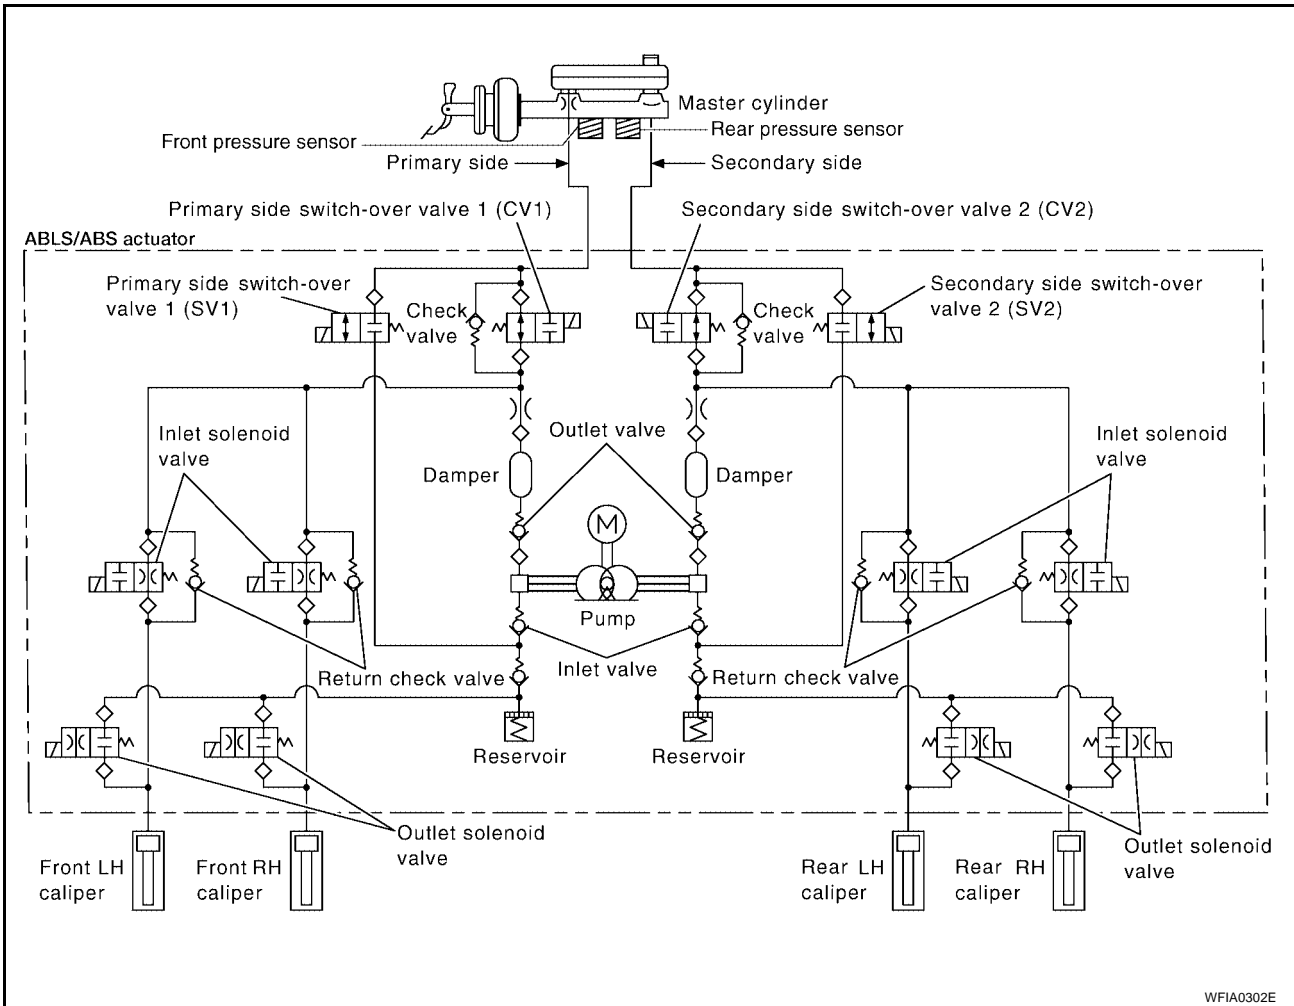 Master cylinder
Front pressure sensor
Rear pressure sensor
Primary side
Secondary side
Primary side switch-over valve 1 (CV1)
Secondary side switch-over valve 2 (CV2)
ABLS/ABS actuator
Primary side switch-over
valve 1 (SV1)
Check
valve
Check
valve
Secondary side switch-over
valve 2 (SV2)
Inlet solenoid
valve
Outlet valve
Inlet solenoid
valve
Damper
Damper
M
Pump
Return check valve
Inlet valve
Return check valve
Reservoir
Reservoir
Outlet solenoid
valve
Outlet solenoid
valve
Front LH
caliper
Front RH
caliper
Rear LH
caliper
Rear RH
caliper
WFIA0302E